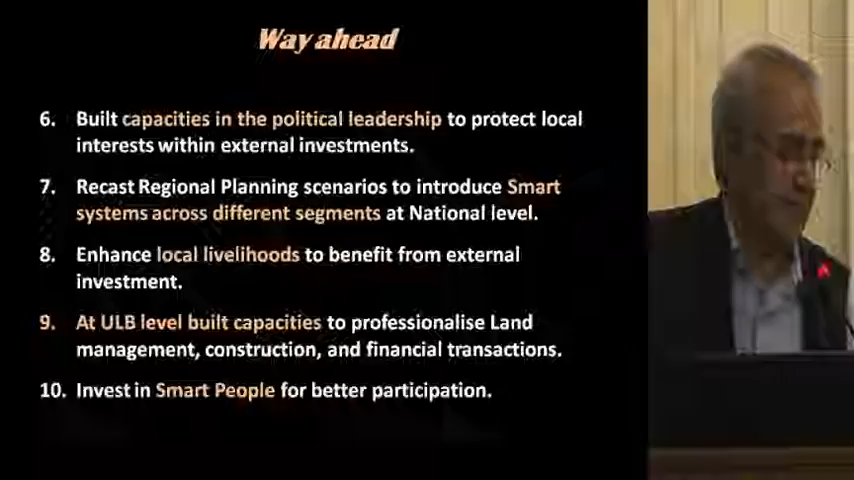 Way ahead
6. Built capacities in the political leadership to protect local
interests within external investments.
7. Recast Regional Planning scenarios to introduce Smart
systems across different segments at National level.
8. Enhance local livelihoods to benefit from external
investment.
9. At ULB level built capacities to professionalise Land
management, construction, and financial transactions.
10. Invest in Smart People for better participation.